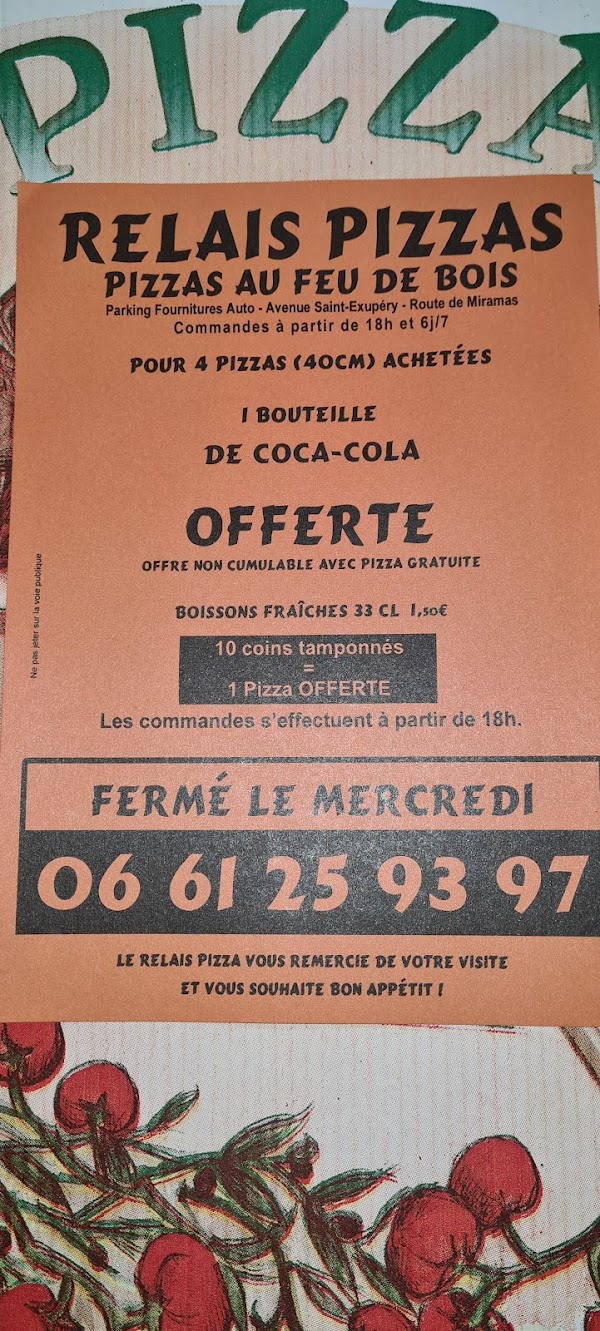 PIZZA
RELAIS PIZZAS
PIZZAS AU FEU DE BOIS
Parking Fournitures Auto - Avenue Saint-Exupéry - Route de Miramas
Commandes à partir de 18h et 6j/7
POUR 4 PIZZAS (40CM) ACHETÉES
1 BOUTEILLE
DE COCA-COLA
OFFERTE
OFFRE NON CUMULABLE AVEC PIZZA GRATUITE
BOISSONS FRAÎCHES 33 CL 1,50€
10 coins tamponnés
=
1 Pizza OFFERTE
Les commandes s'effectuent à partir de 18h.
Ne pas jeter sur la voie publique
FERMÉ LE MERCREDI
06 61 25 93 97
LE RELAIS PIZZA VOUS REMERCIE DE VOTRE VISITE
ET VOUS SOUHAITE BON APPÉTIT !